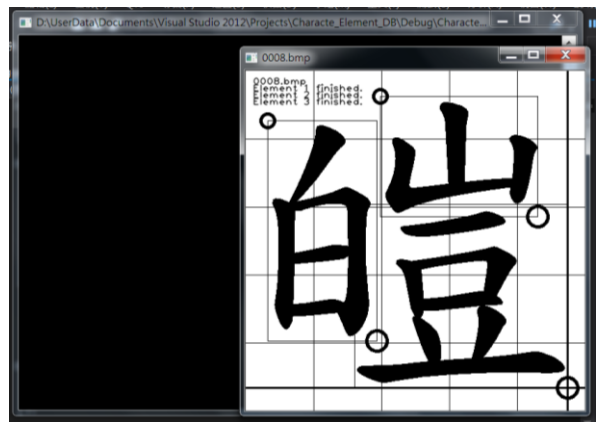 D:\UserData\Documents\Visual Studio 2012\Projects\Characte_Element_DB\Debug\Characte...
0008.bmp
0008.bmp
Element 1 finished.
Element 2 finished.
Element 3 finished.
皚